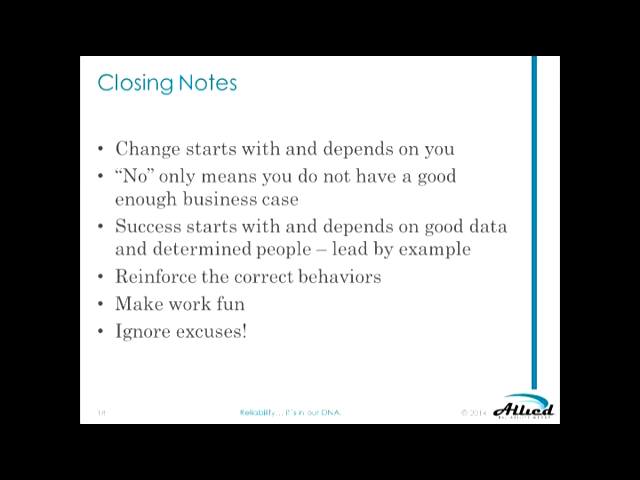 Closing Notes
• Change starts with and depends on you
• “No” only means you do not have a good
enough business case
• Success starts with and depends on good data
and determined people – lead by example
• Reinforce the correct behaviors
• Make work fun
• Ignore excuses!
Reliability… it's in our DNA.
© 2014
Allied